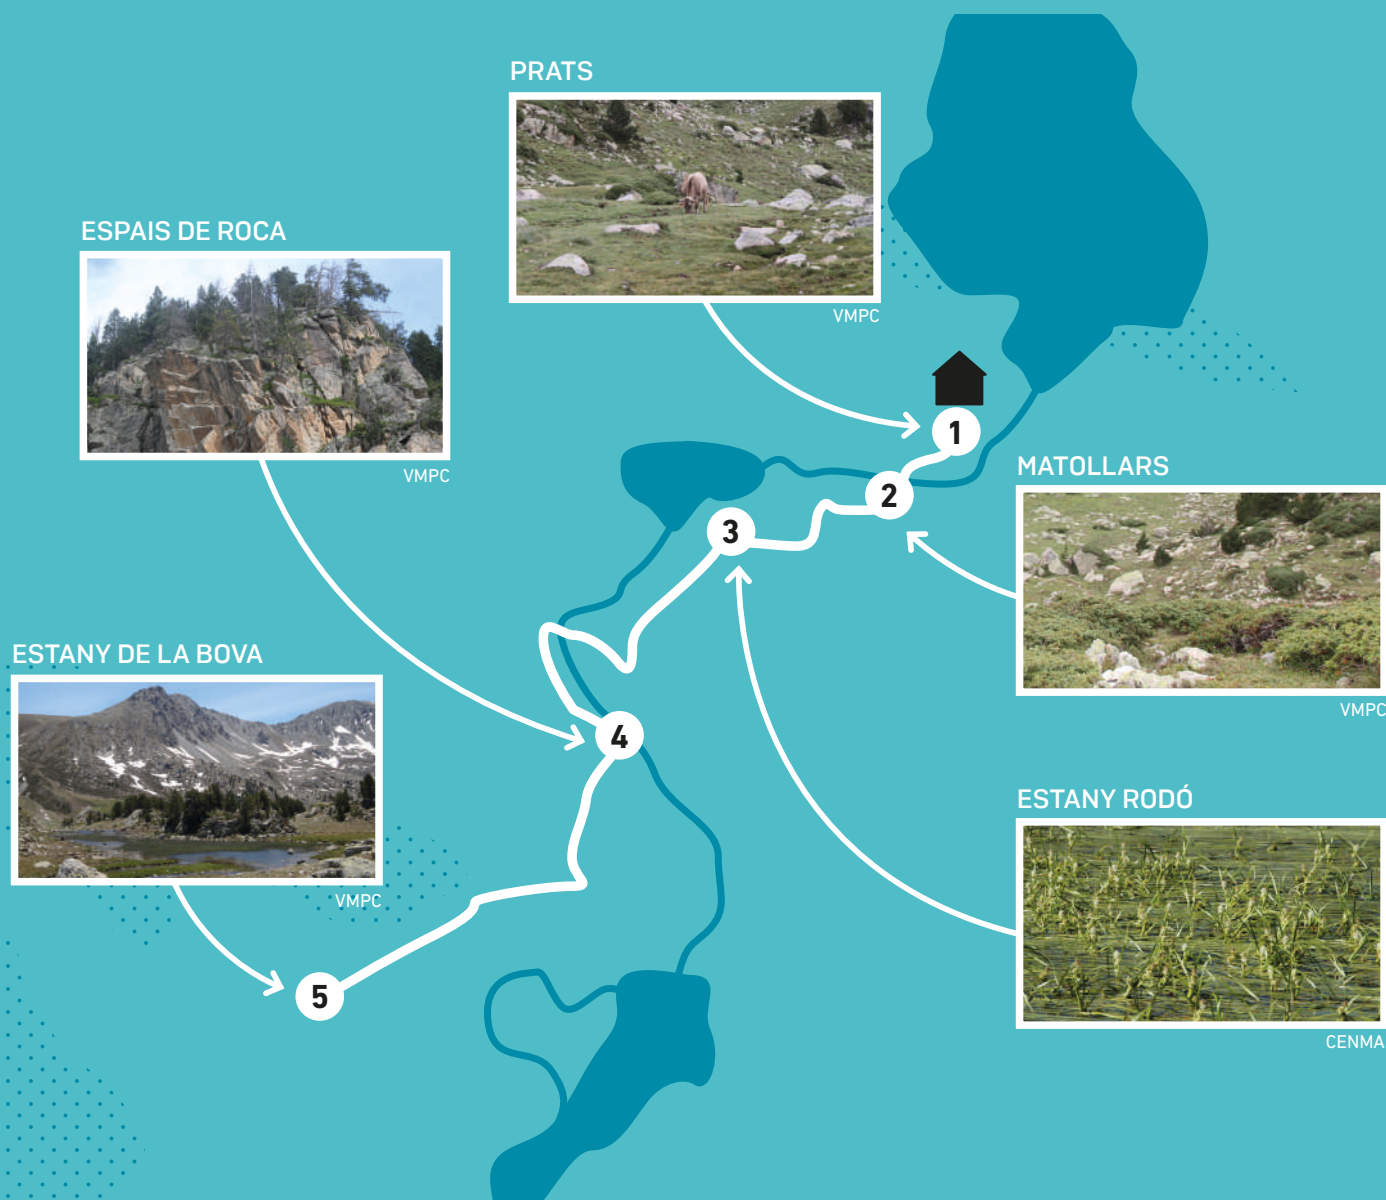 PRATS
VMPC
ESPAIS DE ROCA
VMPC
1
MATOLLARS
2
VMPC
3
ESTANY DE LA BOVA
VMPC
4
ESTANY RODÓ
CENMA
5